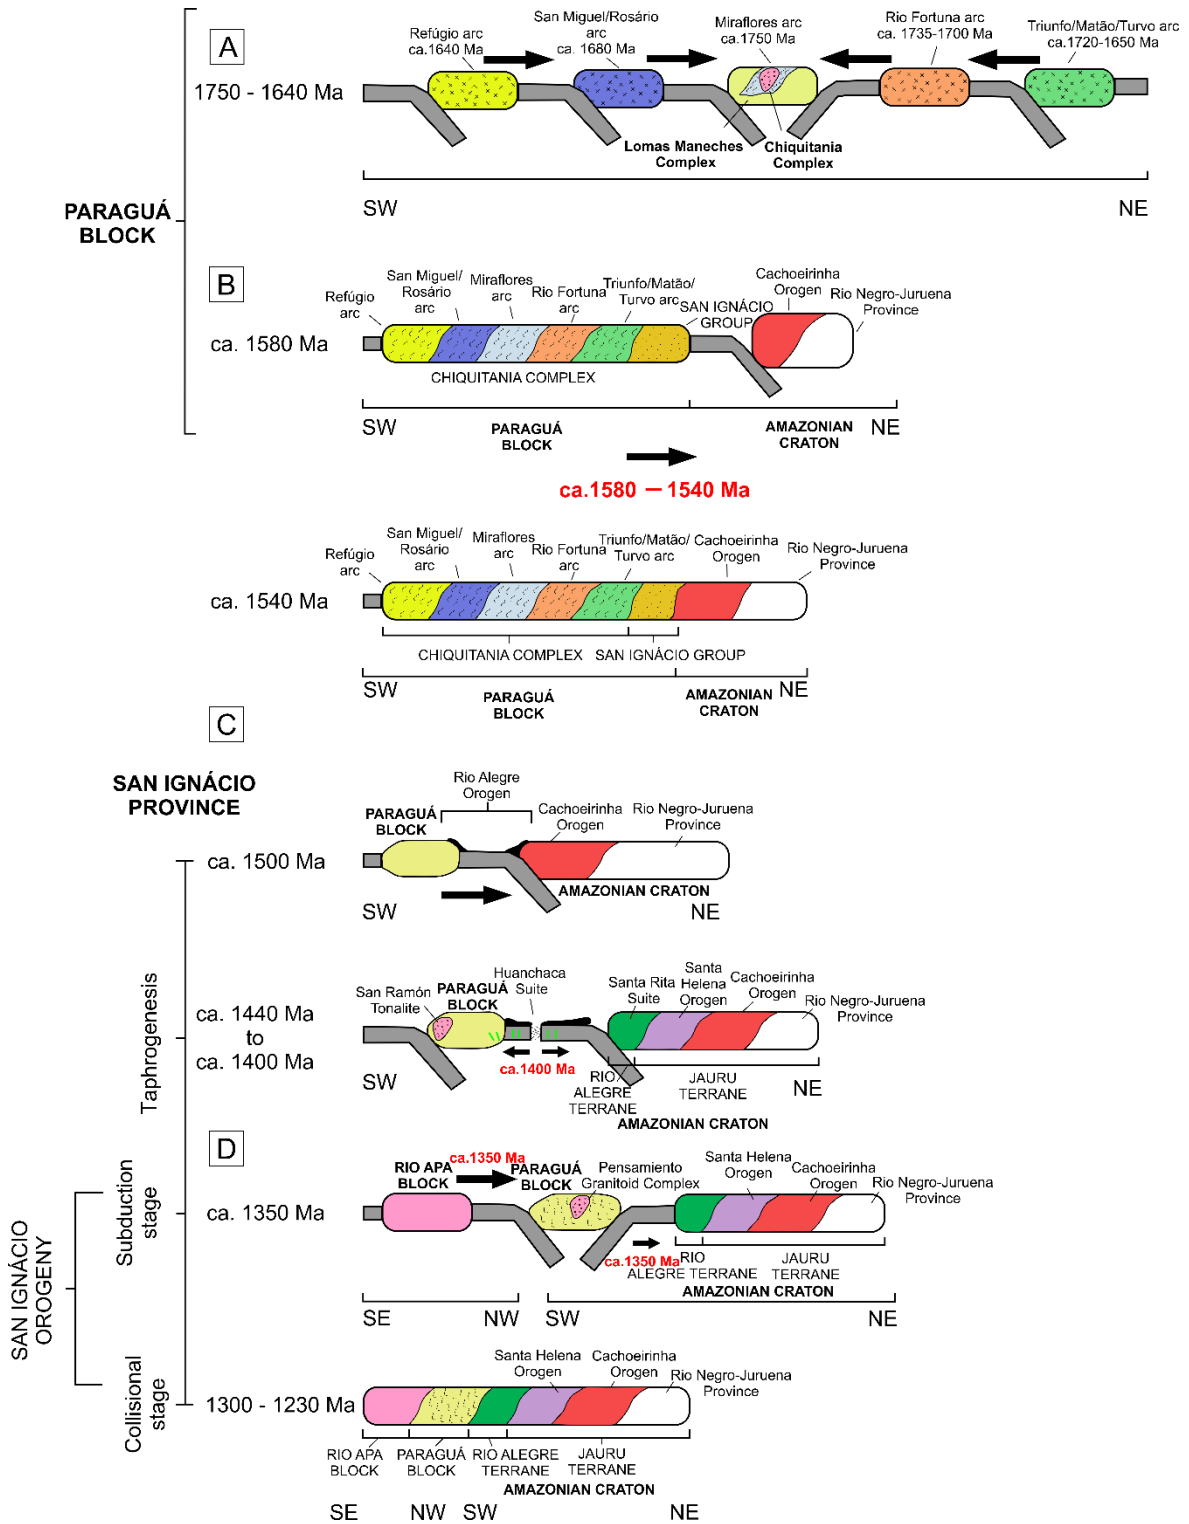 A
Refúgio arc
ca.1640 Ma
San Miguel/Rosário
arc
ca. 1680 Ma
Miraflores arc
ca.1750 Ma
Rio Fortuna arc
ca. 1735-1700 Ma
Triunfo/Matão/Turvo arc
ca.1720-1650 Ma
1750 - 1640 Ma
Lomas Maneches
Complex
Chiquitania
Complex
SW
NE
PARAGUÁ
BLOCK
B
Refúgio
arc
San Miguel/
Rosário
arc
Miraflores
arc
Rio Fortuna
arc
Triunfo/Matão/
Turvo arc
SAN IGNÁCIO
GROUP
Cachoeirinha
Orogen
Rio Negro-Juruena
Province
ca. 1580 Ma
CHIQUITANIA COMPLEX
SW
PARAGUÁ
BLOCK
AMAZONIAN
CRATON
NE
ca.1580 – 1540 Ma
Refúgio
arc
San Miguel/
Rosário
arc
Miraflores
arc
Rio Fortuna
arc
Triunfo/Matão/
Turvo arc
Cachoeirinha
Orogen
Rio Negro-Juruena
Province
ca. 1540 Ma
CHIQUITANIA COMPLEX
SAN IGNÁCIO GROUP
SW
PARAGUÁ
BLOCK
AMAZONIAN
CRATON
NE
C
SAN IGNÁCIO
PROVINCE
PARAGUÁ
BLOCK
Rio Alegre
Orogen
Cachoeirinha
Orogen
Rio Negro-Juruena
Province
ca. 1500 Ma
AMAZONIAN CRATON
SW
NE
Taphrogenesis
San Ramón
Tonalite
PARAGUÁ
BLOCK
Huanchaca
Suite
Santa Rita
Suite
Santa
Helena
Orogen
Cachoeirinha
Orogen
Rio Negro-Juruena
Province
ca. 1440 Ma
to
ca. 1400 Ma
ca.1400 Ma
SW
RIO
ALEGRE
TERRANE
JAURU
TERRANE
NE
AMAZONIAN CRATON
D
SAN IGNÁCIO
OROGENY
Subduction
stage
RIO APA
BLOCK
ca.1350 Ma
PARAGUÁ
BLOCK
Pensamiento
Granitoid Complex
Santa Helena
Orogen
Cachoeirinha
Orogen
Rio Negro-Juruena
Province
ca. 1350 Ma
ca.1350 Ma
RIO
ALEGRE TERRANE
JAURU
TERRANE
AMAZONIAN CRATON
SE
NW
SW
NE
Collisional
stage
Santa Helena
Orogen
Cachoeirinha
Orogen
Rio Negro-Juruena
Province
1300 - 1230 Ma
RIO APA
BLOCK
PARAGUÁ
BLOCK
RIO ALEGRE
TERRANE
JAURU
TERRANE
AMAZONIAN CRATON
SE
NW
SW
NE